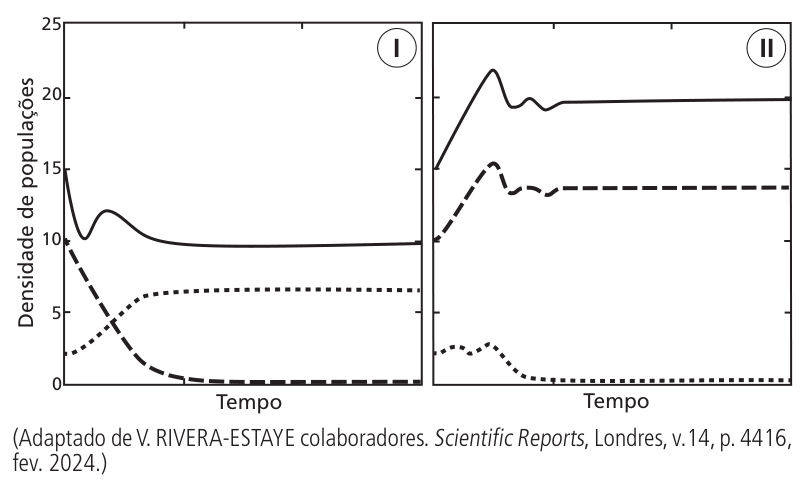 25
20
15
10
5
0
Densidade de populações
I
II
Tempo
Tempo
(Adaptado de V. RIVERA-ESTAYE colaboradores. Scientific Reports, Londres, v.14, p. 4416,
fev. 2024.)